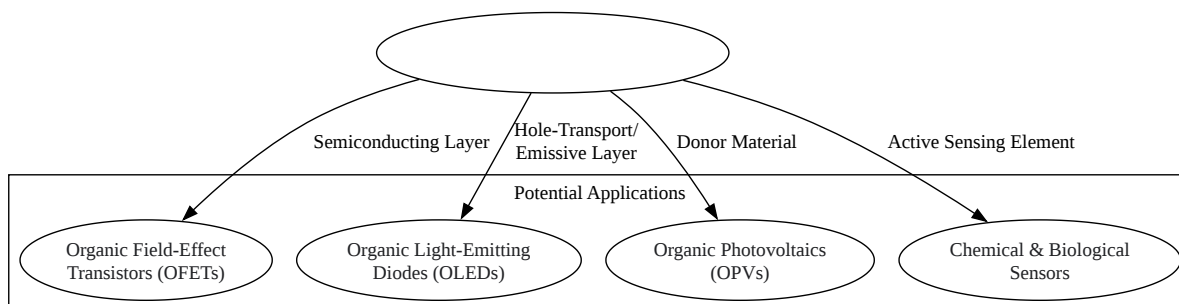 Semiconducting Layer
Hole-Transport/
Emissive Layer
Donor Material
Active Sensing Element
Potential Applications
Organic Field-Effect
Transistors (OFETs)
Organic Light-Emitting
Diodes (OLEDs)
Organic Photovoltaics
(OPVs)
Chemical & Biological
Sensors